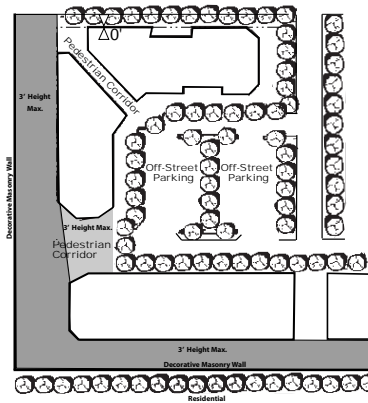 0'
Pedestrian Corridor
3' Height
Max.
Decorative Masonry Wall
Off-Street
Parking
Off-Street
Parking
3' Height Max.
Pedestrian
Corridor
3' Height Max.
Decorative Masonry Wall
Residential